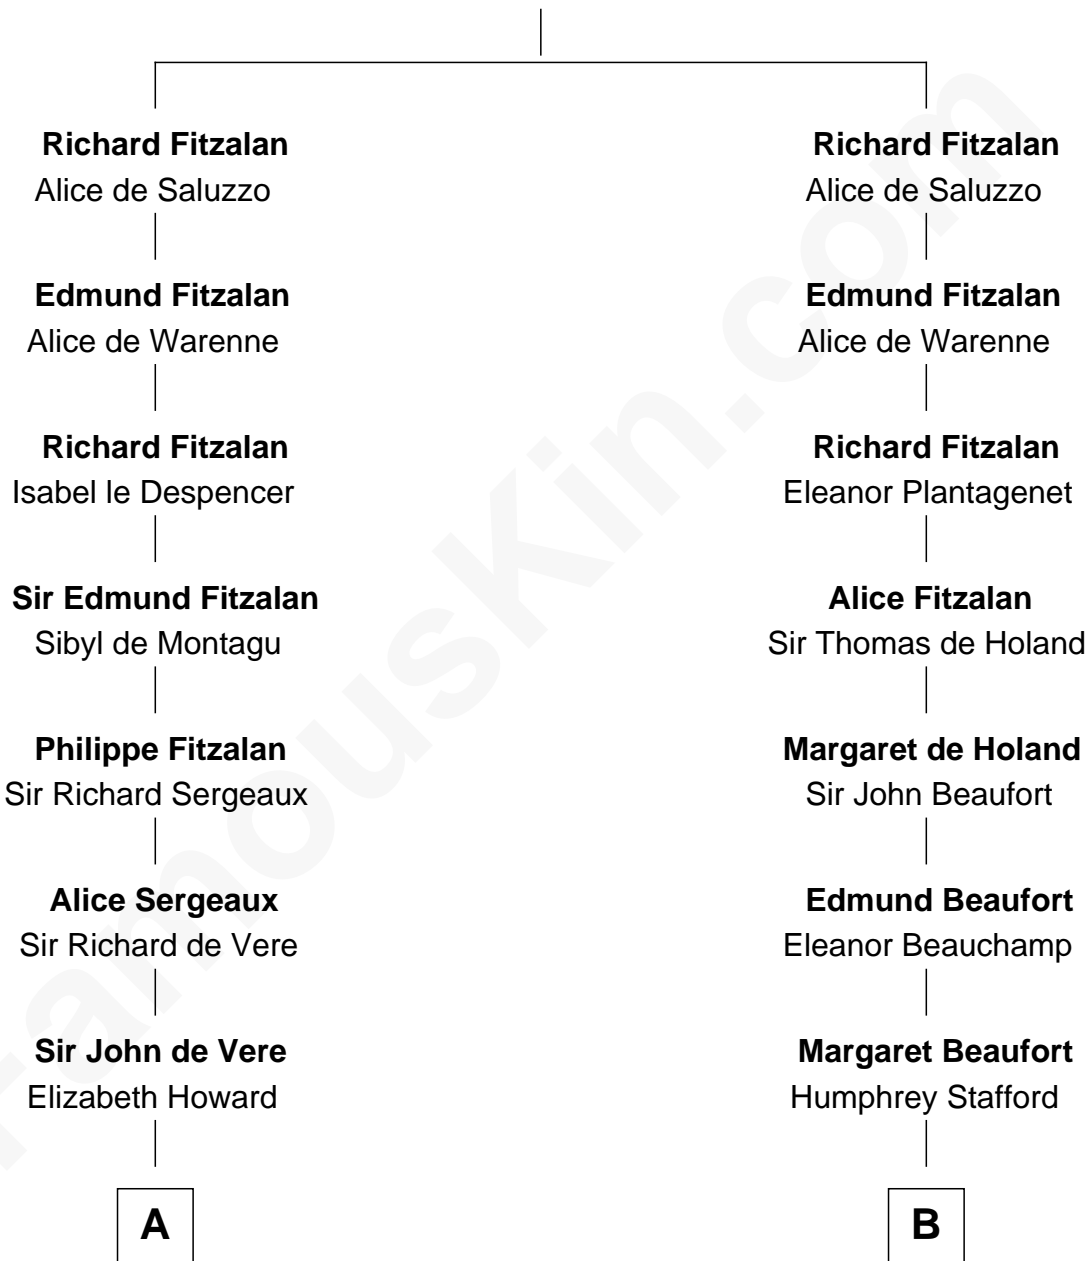 Richard Fitzalan
Alice de Saluzzo
Edmund Fitzalan
Alice de Warenne
Richard Fitzalan
Isabel le Despencer
Sir Edmund Fitzalan
Sibyl de Montagu
Philippe Fitzalan
Sir Richard Sergeaux
Alice Sergeaux
Sir Richard de Vere
Sir John de Vere
Elizabeth Howard
A
Richard Fitzalan
Alice de Saluzzo
Edmund Fitzalan
Alice de Warenne
Richard Fitzalan
Eleanor Plantagenet
Alice Fitzalan
Sir Thomas de Holand
Margaret de Holand
Sir John Beaufort
Edmund Beaufort
Eleanor Beauchamp
Margaret Beaufort
Humphrey Stafford
B
FamousKin.com